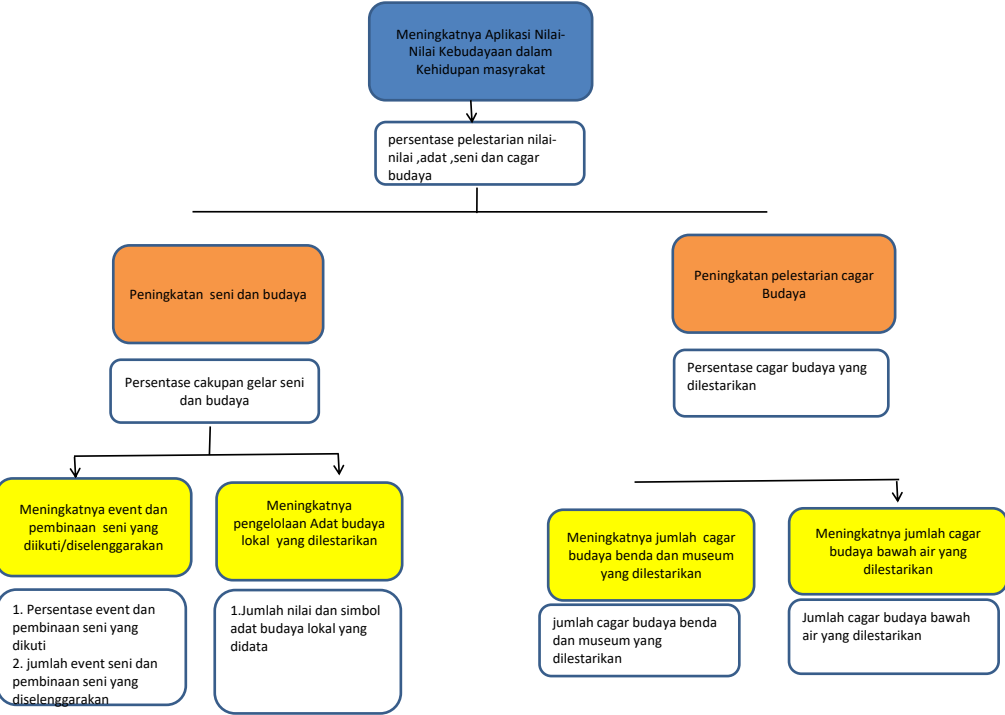 Meningkatnya Aplikasi Nilai-
Nilai Kebudayaan dalam
Kehidupan masyrakat
persentase pelestarian nilai-
nilai ,adat ,seni dan cagar
budaya
Peningkatan seni dan budaya
Peningkatan pelestarian cagar
Budaya
Persentase cakupan gelar seni
dan budaya
Persentase cagar budaya yang
dilestarikan
Meningkatnya event dan
pembinaan seni yang
diikuti/diselenggarakan
Meningkatnya
pengelolaan Adat budaya
lokal yang dilestarikan
Meningkatnya jumlah cagar
budaya benda dan museum
yang dilestarikan
Meningkatnya jumlah cagar
budaya bawah air yang
dilestarikan
1. Persentase event dan
pembinaan seni yang
dikuti
2. jumlah event seni dan
pembinaan seni yang
diselenggarakan
1.Jumlah nilai dan simbol
adat budaya lokal yang
didata
jumlah cagar budaya benda
dan museum yang
dilestarikan
Jumlah cagar budaya bawah
air yang dilestarikan